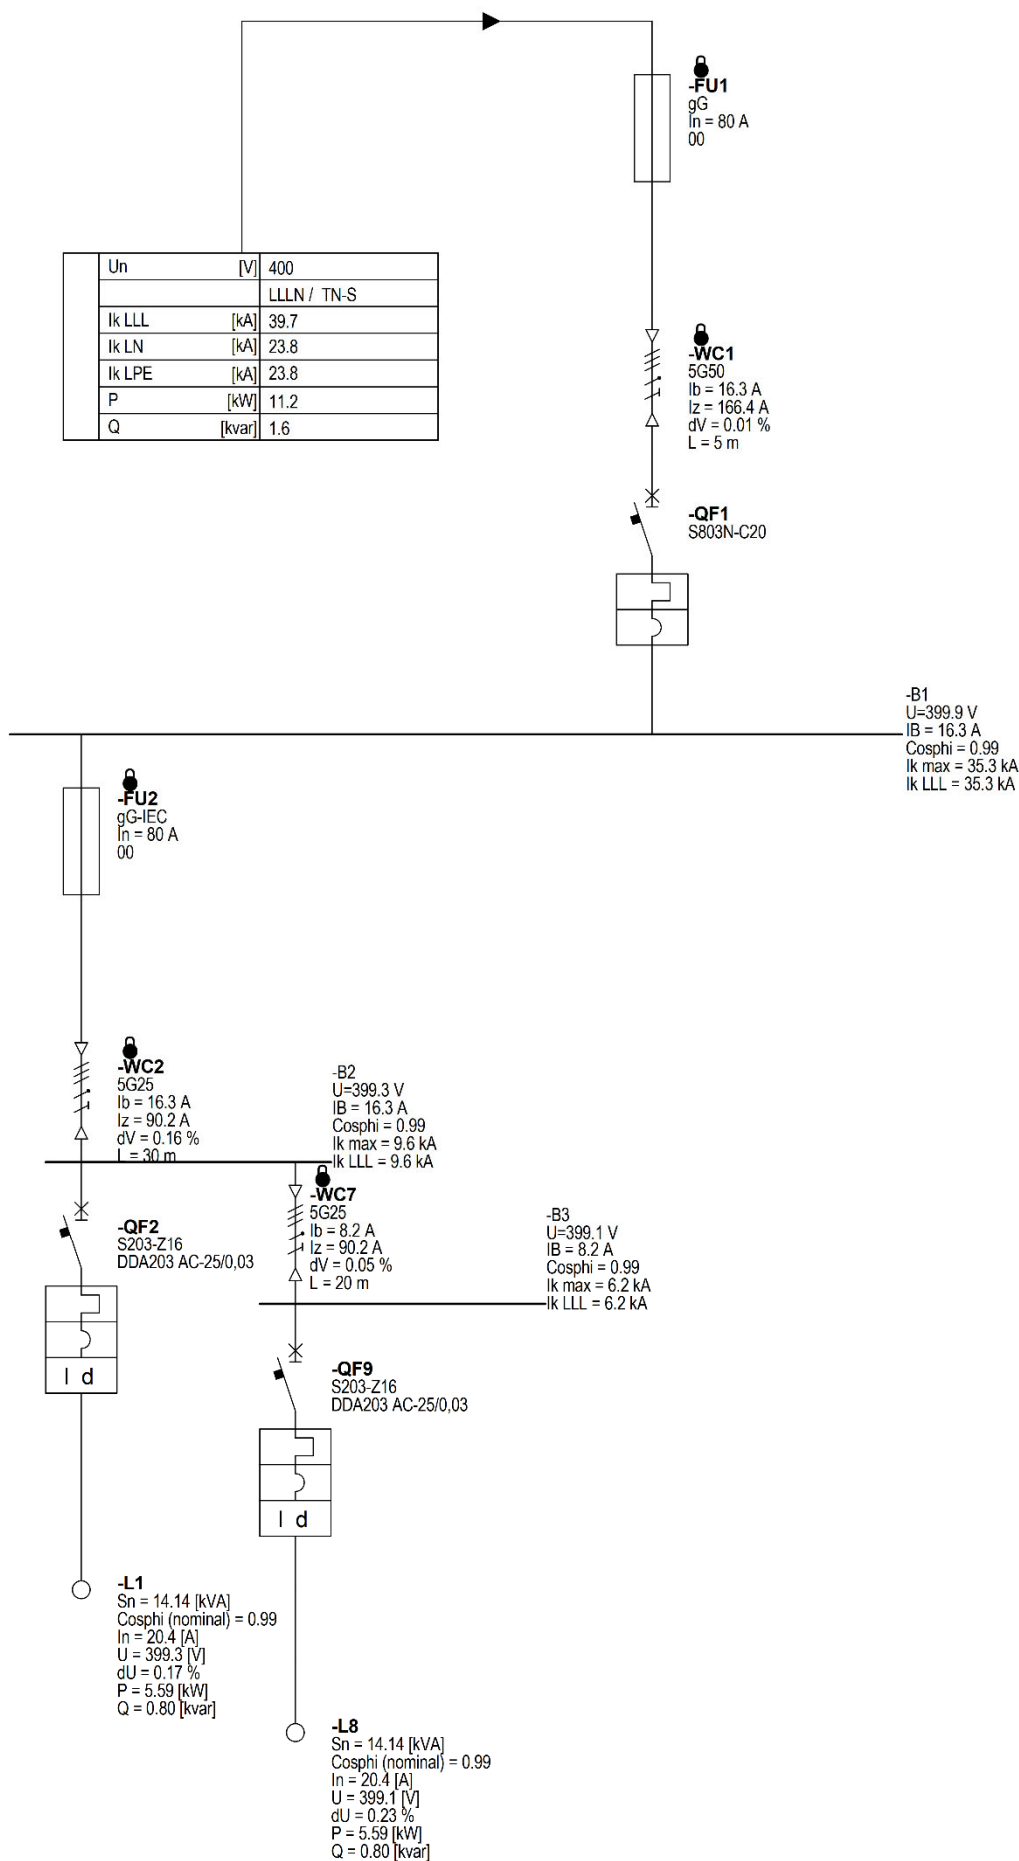 -FU1
gG
In = 80 A
00
Un [V] 400
LLLN / TN-S
Ik LLL [kA] 39.7
Ik LN [kA] 23.8
Ik LPE [kA] 23.8
P [kW] 11.2
Q [kvar] 1.6
-WC1
5G50
Ib = 16.3 A
Iz = 166.4 A
dV = 0.01 %
L = 5 m
-QF1
S803N-C20
-B1
U=399.9 V
IB = 16.3 A
Cosphi = 0.99
Ik max = 35.3 kA
Ik LLL = 35.3 kA
-FU2
gG-IEC
In = 80 A
00
-WC2
5G25
Ib = 16.3 A
Iz = 90.2 A
dV = 0.16 %
L = 30 m
-B2
U=399.3 V
IB = 16.3 A
Cosphi = 0.99
Ik max = 9.6 kA
Ik LLL = 9.6 kA
-WC7
5G25
Ib = 8.2 A
Iz = 90.2 A
dV = 0.05 %
L = 20 m
-B3
U=399.1 V
IB = 8.2 A
Cosphi = 0.99
Ik max = 6.2 kA
Ik LLL = 6.2 kA
-QF2
S203-Z16
DDA203 AC-25/0,03
I d
-QF9
S203-Z16
DDA203 AC-25/0,03
I d
-L1
Sn = 14.14 [kVA]
Cosphi (nominal) = 0.99
In = 20.4 [A]
U = 399.3 [V]
dU = 0.17 %
P = 5.59 [kW]
Q = 0.80 [kvar]
-L8
Sn = 14.14 [kVA]
Cosphi (nominal) = 0.99
In = 20.4 [A]
U = 399.1 [V]
dU = 0.23 %
P = 5.59 [kW]
Q = 0.80 [kvar]